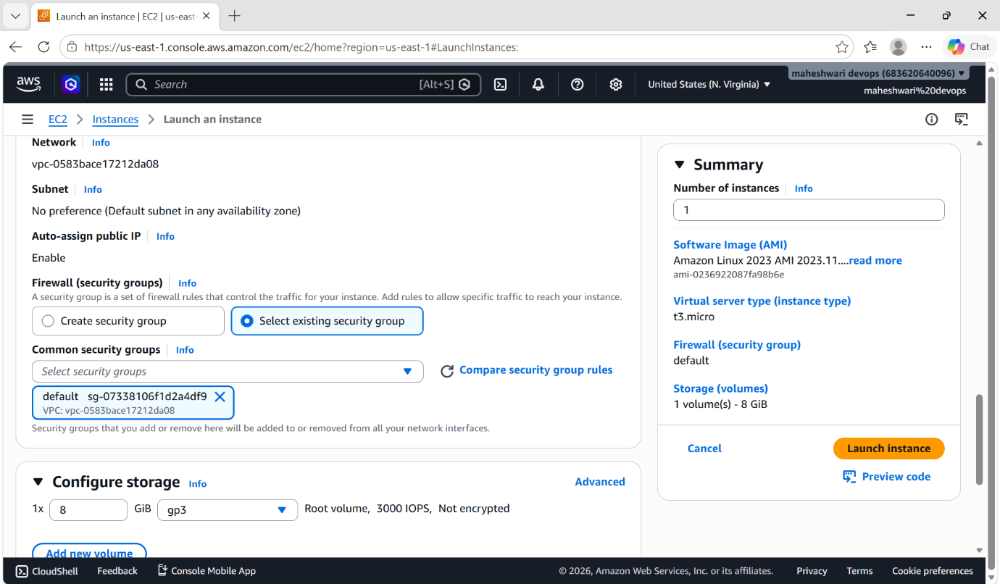 Launch an instance | EC2 | us-east-
https://us-east-1.console.aws.amazon.com/ec2/home?region=us-east-1#LaunchInstances:
Chat
aws
Search
[Alt+S]
United States (N. Virginia) ▼
maheshwari devops (683620640096) ▼
maheshwari%20devops
EC2 > Instances > Launch an instance
Network Info
vpc-0583bace17212da08
Subnet Info
No preference (Default subnet in any availability zone)
Auto-assign public IP Info
Enable
Firewall (security groups) Info
A security group is a set of firewall rules that control the traffic for your instance. Add rules to allow specific traffic to reach your instance.
Create security group
Select existing security group
Common security groups Info
Select security groups
Compare security group rules
default sg-07338106f1d2a4df9
VPC: vpc-0583bace17212da08
Security groups that you add or remove here will be added to or removed from all your network interfaces.
Configure storage Info
Advanced
1x 8 GiB gp3 Root volume, 3000 IOPS, Not encrypted
Add new volume
Summary
Number of instances Info
1
Software Image (AMI)
Amazon Linux 2023 AMI 2023.11....read more
ami-0236922087fa98b6e
Virtual server type (instance type)
t3.micro
Firewall (security group)
default
Storage (volumes)
1 volume(s) - 8 GiB
Cancel
Launch instance
Preview code
CloudShell Feedback Console Mobile App © 2026, Amazon Web Services, Inc. or its affiliates. Privacy Terms Cookie preferences